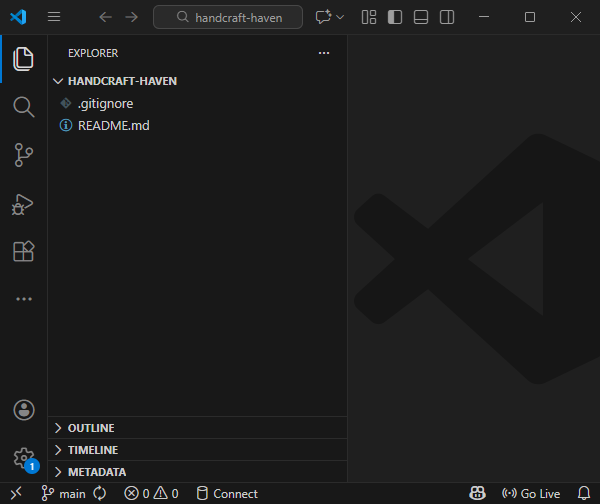 handcraft-haven
EXPLORER
HANDCRAFT-HAVEN
.gitignore
README.md
OUTLINE
TIMELINE
METADATA
1
main 0 0 Connect Go Live